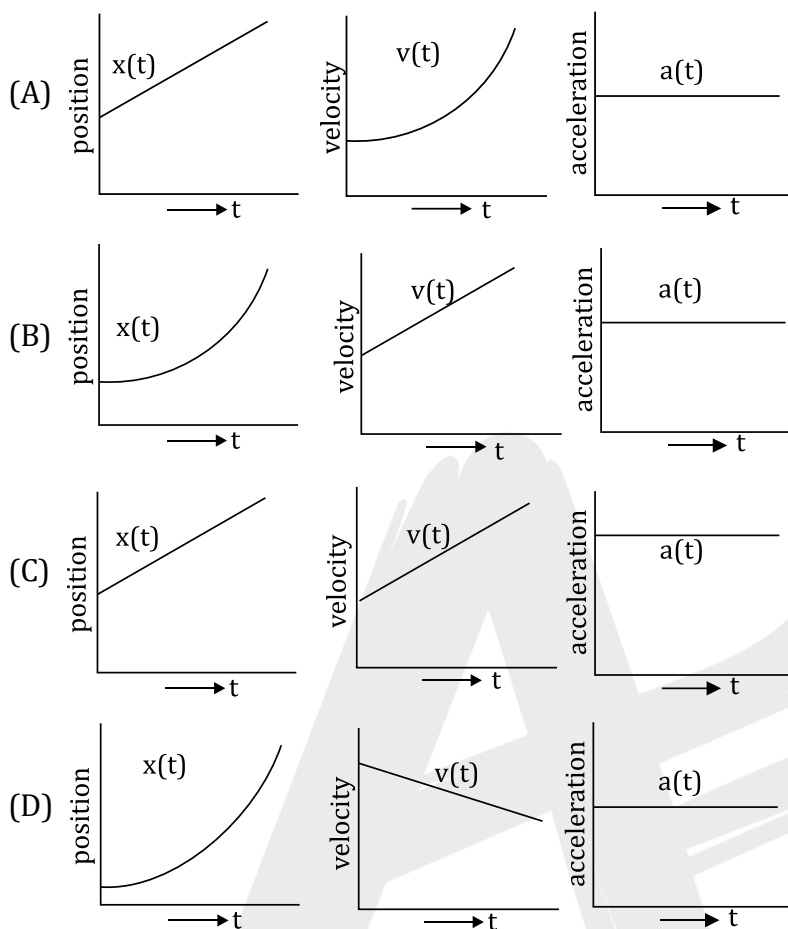 (A)
position
x(t)
t
velocity
v(t)
t
acceleration
a(t)
t
(B)
position
x(t)
t
velocity
v(t)
t
acceleration
a(t)
t
(C)
position
x(t)
t
velocity
v(t)
t
acceleration
a(t)
t
(D)
position
x(t)
t
velocity
v(t)
t
acceleration
a(t)
t